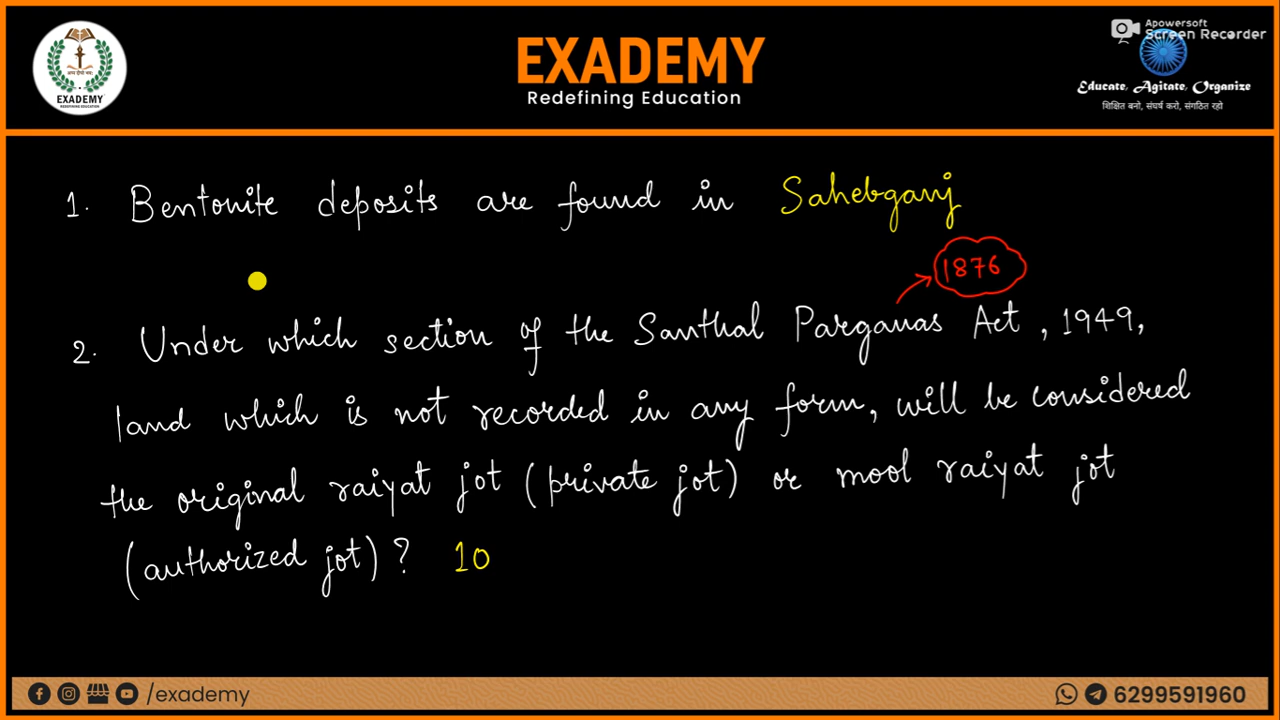 EXADEMY
Redefining Education
EXADEMY
REDEFINING EDUCATION
Apowersoft
Screen Recorder
Educate, Agitate, Organize
शिक्षित बनो, संघर्ष करो, संगठित रहो
1. Bentonite deposits are found in Sahebganj
1876
2. Under which section of the Santhal Parganas Act, 1949,
land which is not recorded in any form, will be considered
the original raiyat jot (private jot) or mool raiyat jot
(authorized jot)? 10
/exademy
6299591960